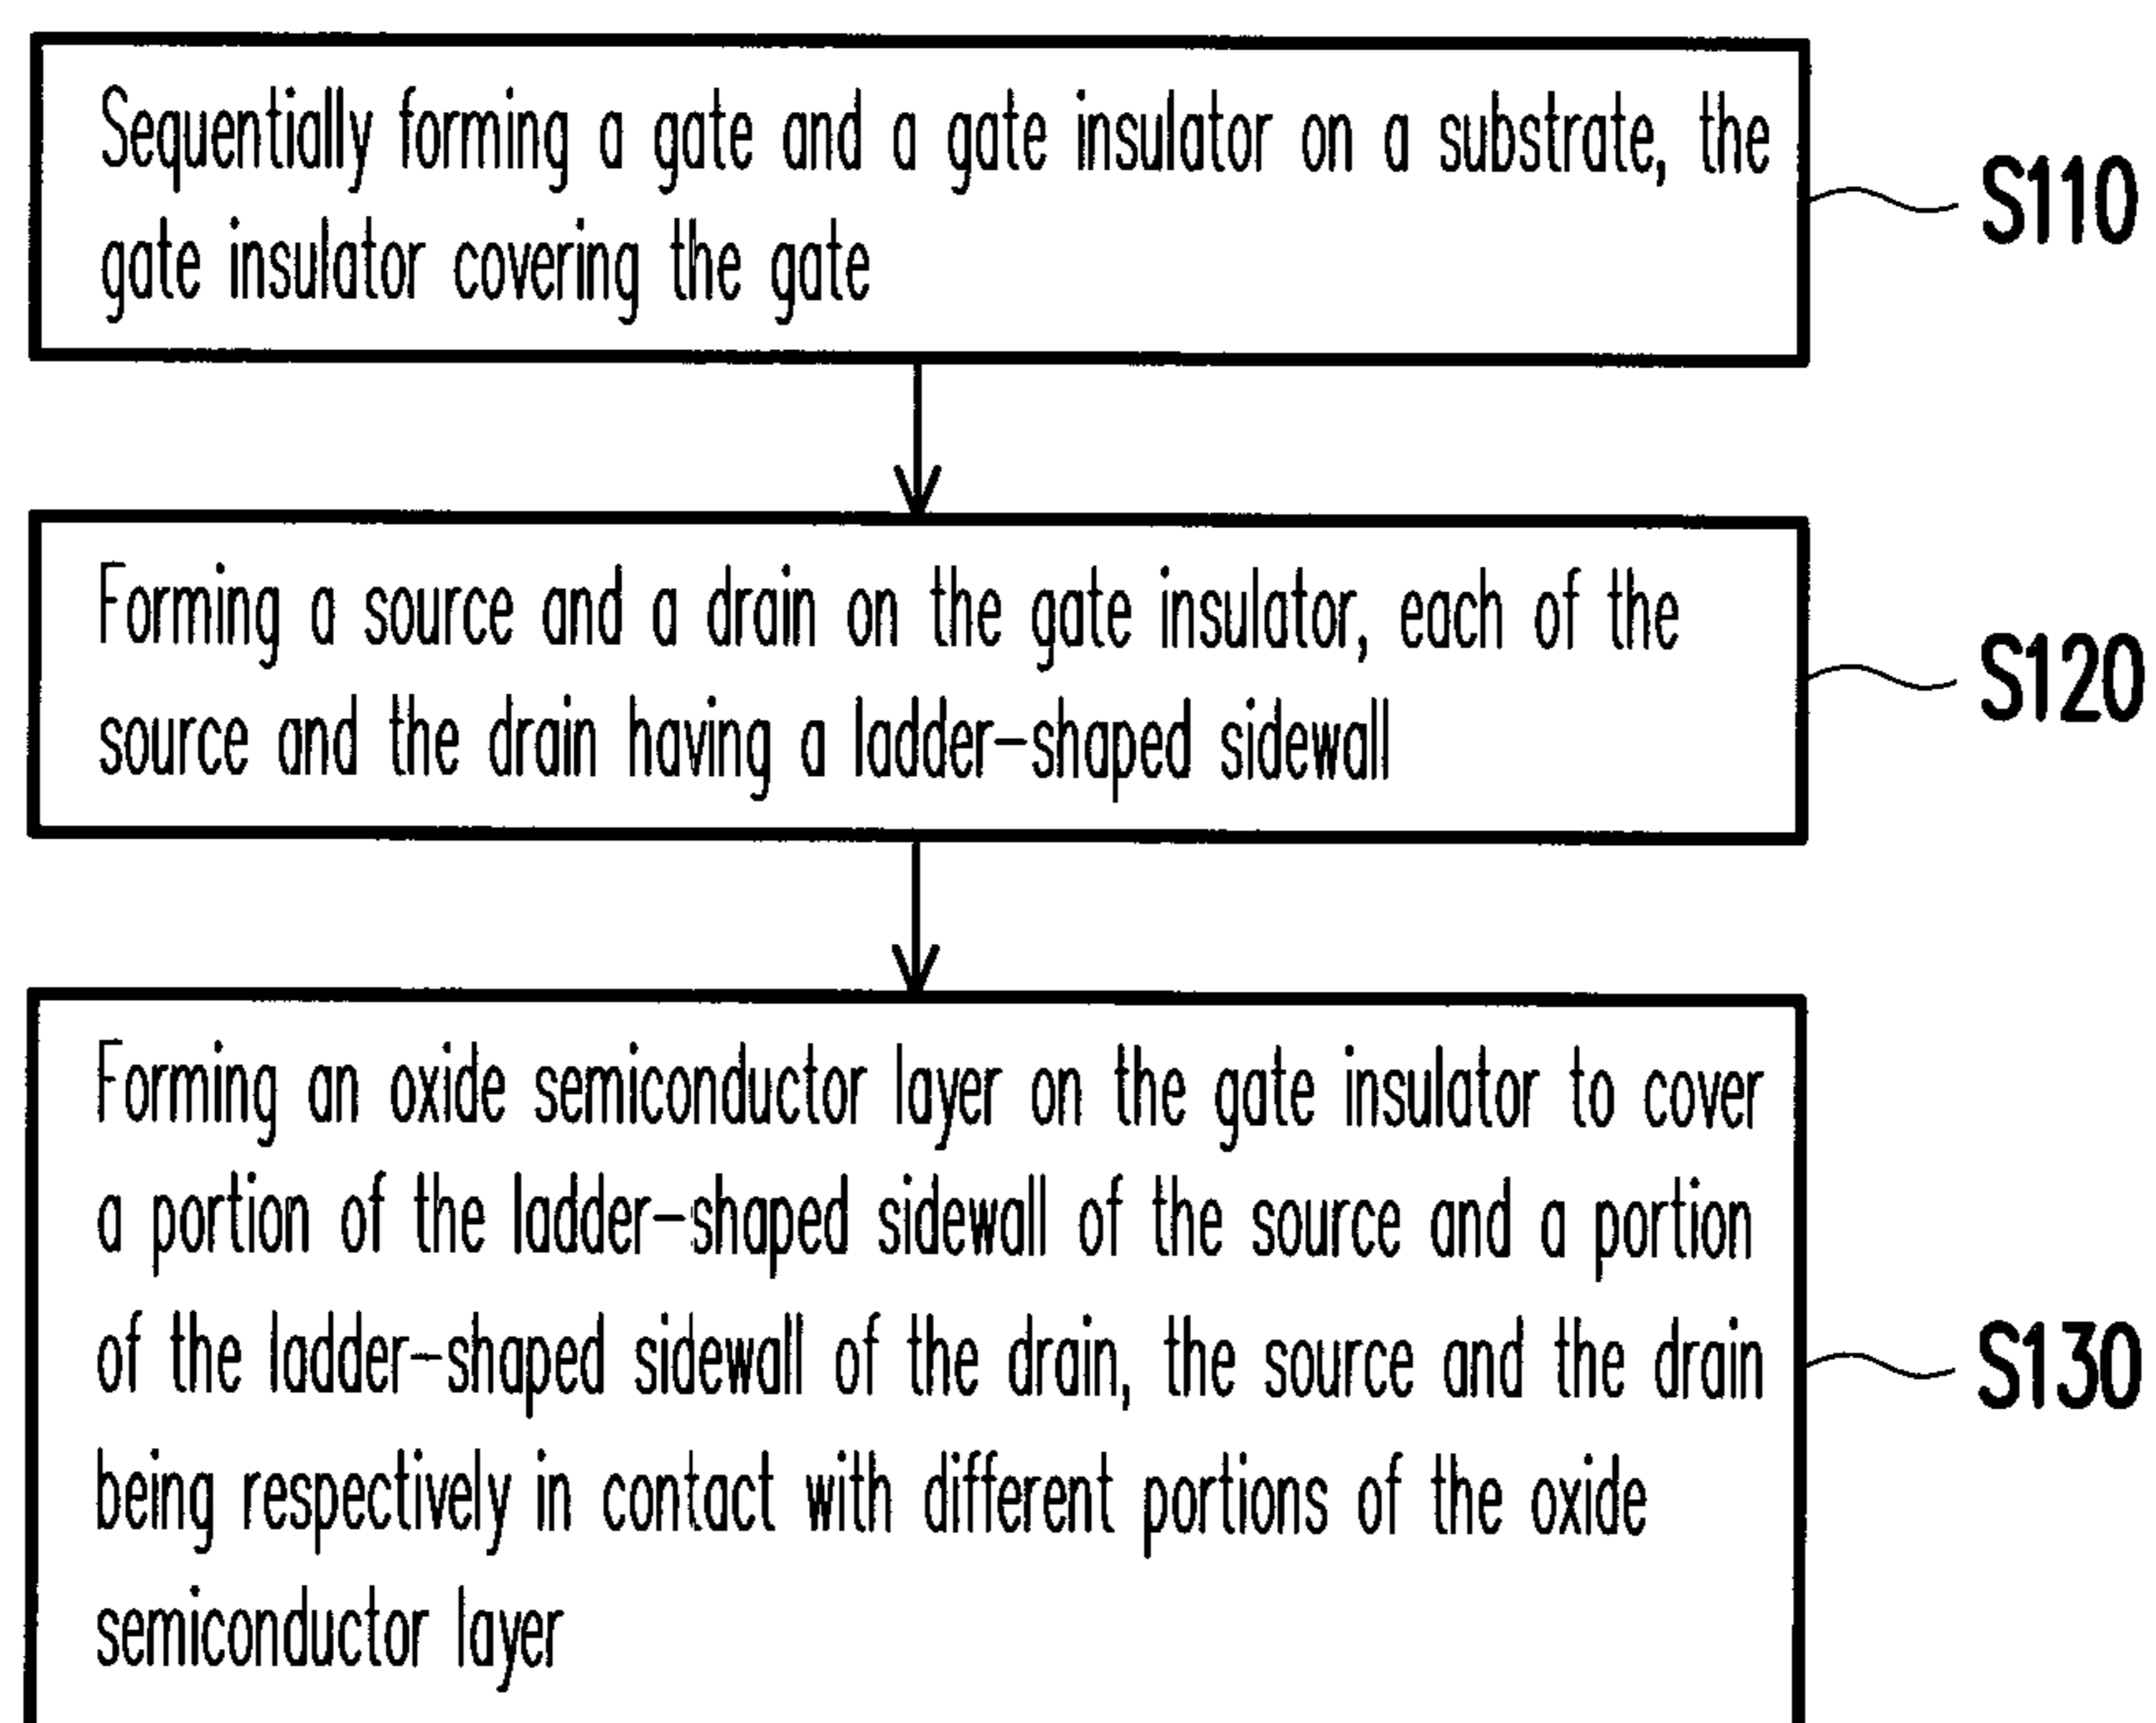 Sequentially forming a gate and a gate insulator on a substrate, the
gate insulator covering the gate
S110
Forming a source and a drain on the gate insulator, each of the
source and the drain having a ladder-shaped sidewall
S120
Forming an oxide semiconductor layer on the gate insulator to cover
a portion of the ladder-shaped sidewall of the source and a portion
of the ladder-shaped sidewall of the drain, the source and the drain
being respectively in contact with different portions of the oxide
semiconductor layer
S130